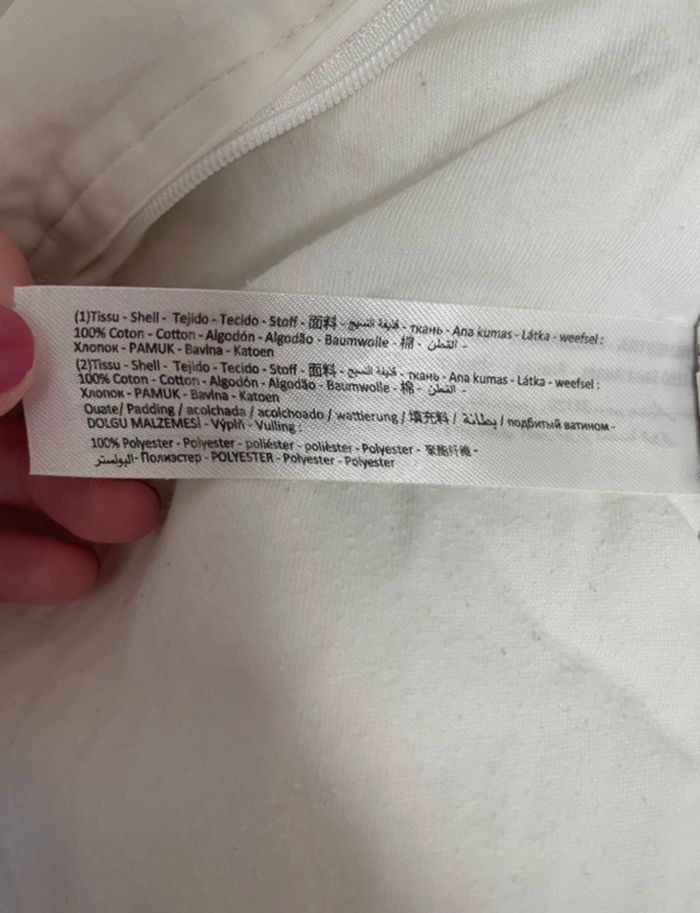 (1)Tissu - Shell - Tejido - Tecido - Stoff - 面料 - - ткань - Ana kumas - Látka - weefsel :
100% Coton - Cotton - Algodón - Algodão - Baumwolle - 棉 - القطن -
Хлопок - PAMUK - Bavlna - Katoen
(2)Tissu - Shell - Tejido - Tecido - Stoff - 面料 - - ткань - Ana kumas - Látka - weefsel :
100% Coton - Cotton - Algodón - Algodão - Baumwolle - 棉 - القطن -
Хлопок - PAMUK - Bavlna - Katoen
Ouate/ Padding / acolchada / acolchoado / wattierung / 填充料 / بطانة / подбитый ватином -
DOLGU MALZEMESİ - Výplň - Vulling :
100% Polyester - Polyester - poliéster - poliéster - Polyester - 聚酯纤维 -
البولستر- Полиэстер - POLYESTER - Polyester - Polyester